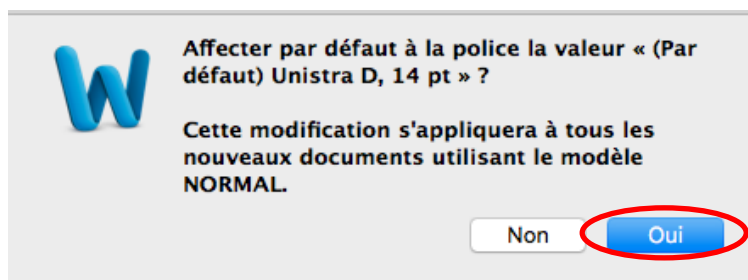 Affecter par défaut à la police la valeur « (Par
défaut) Unistra D, 14 pt » ?
Cette modification s'appliquera à tous les
nouveaux documents utilisant le modèle
NORMAL.
Non
Oui